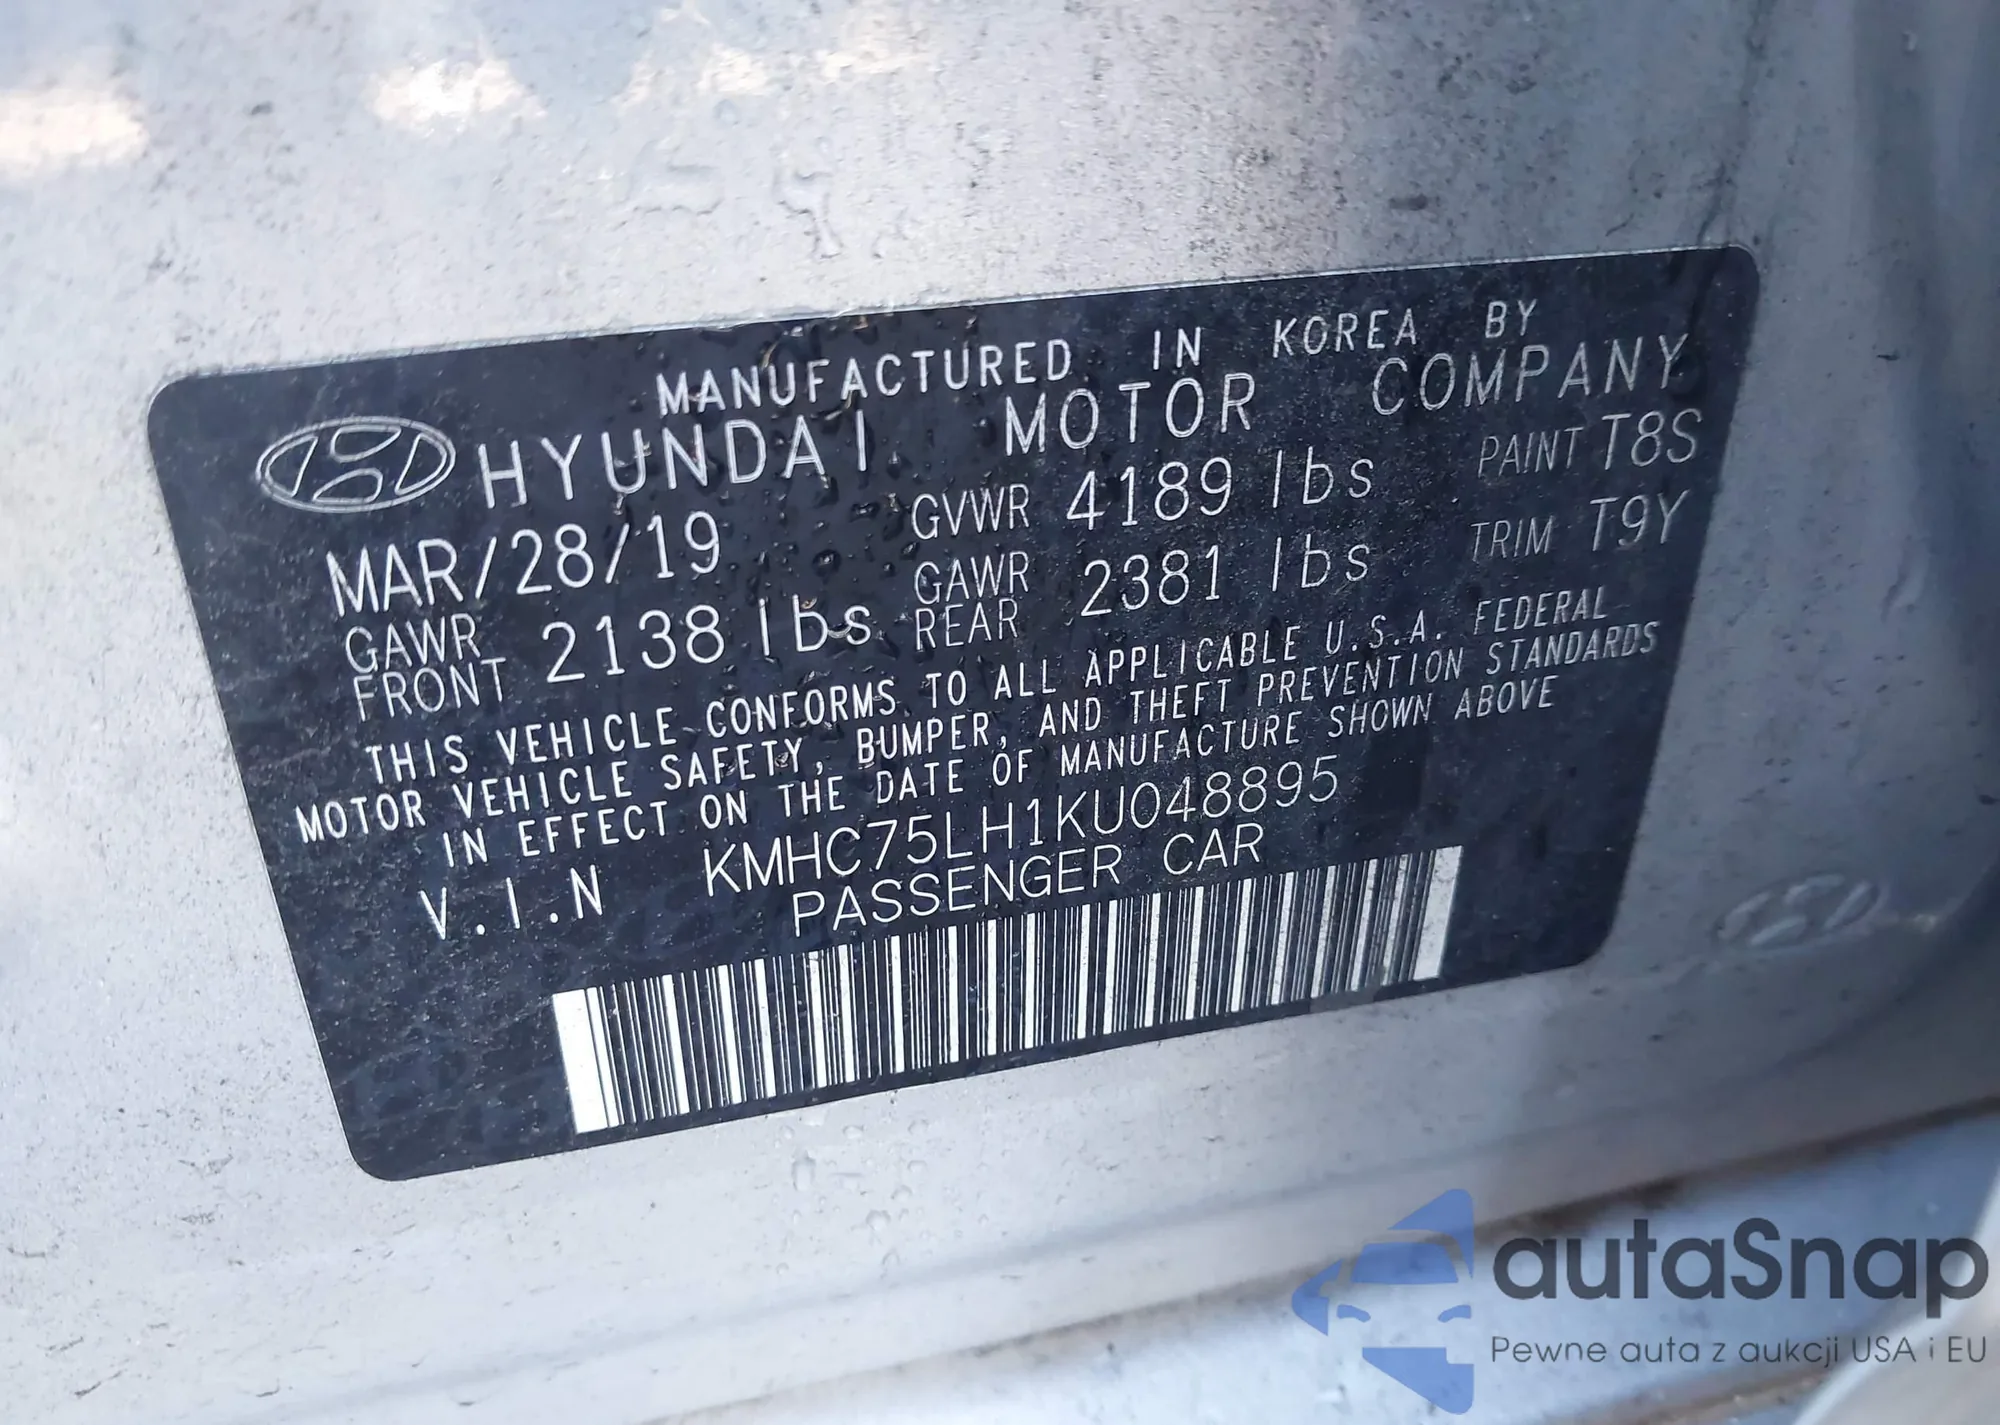 MANUFACTURED IN KOREA BY
HYUNDAI MOTOR COMPANY
MAR/28/19 GVWR 4189 lbs PAINT T8S
GAWR FRONT 2138 lbs GAWR REAR 2381 lbs TRIM T9Y
THIS VEHICLE CONFORMS TO ALL APPLICABLE U.S.A. FEDERAL
MOTOR VEHICLE SAFETY, BUMPER, AND THEFT PREVENTION STANDARDS
IN EFFECT ON THE DATE OF MANUFACTURE SHOWN ABOVE
V.I.N KMHC75LH1KU048895
PASSENGER CAR
autaSnap
Pewne auta z aukcji USA i EU